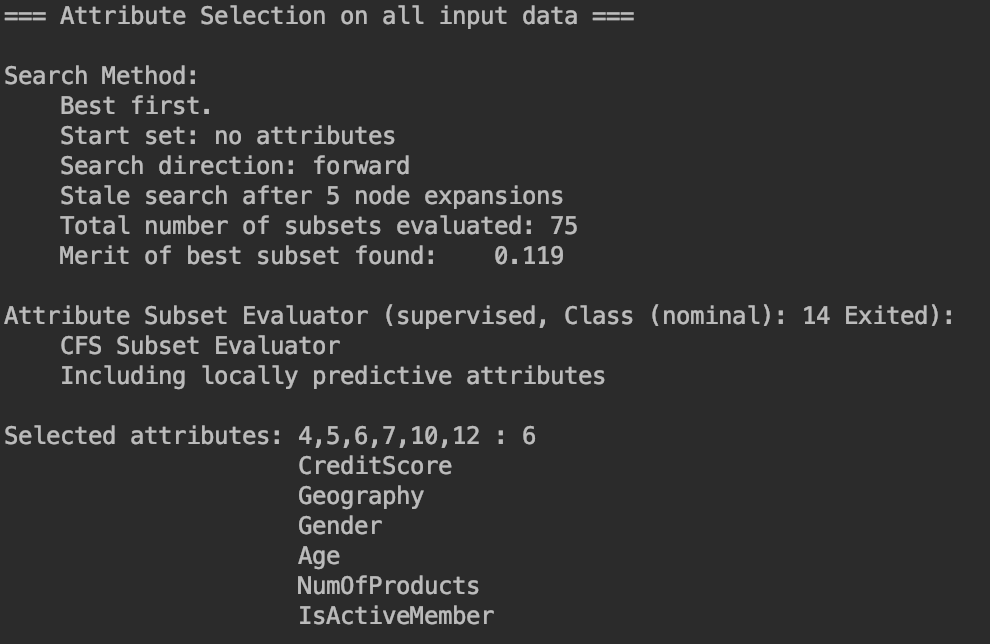 === Attribute Selection on all input data ===
Search Method:
Best first.
Start set: no attributes
Search direction: forward
Stale search after 5 node expansions
Total number of subsets evaluated: 75
Merit of best subset found:    0.119
Attribute Subset Evaluator (supervised, Class (nominal): 14 Exited):
CFS Subset Evaluator
Including locally predictive attributes
Selected attributes: 4,5,6,7,10,12 : 6
CreditScore
Geography
Gender
Age
NumOfProducts
IsActiveMember